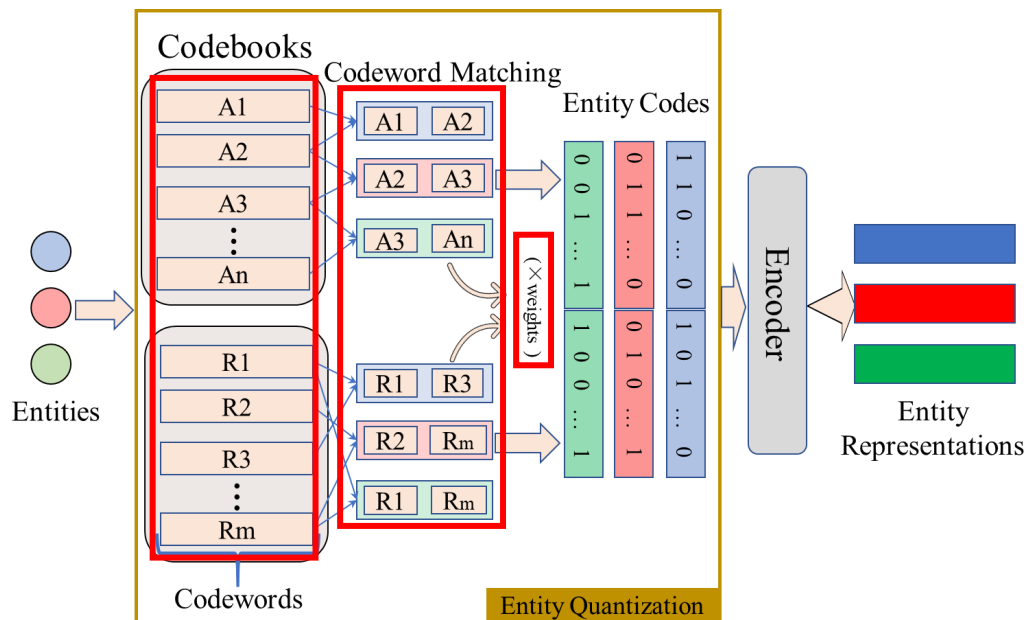 Codebooks
Codeword Matching
Entity Codes
A1
A2
A3
⋮
An
R1
R2
R3
⋮
Rm
Codewords
A1 A2
A2 A3
A3 An
R1 R3
R2 Rm
R1 Rm
(×weights)
0 0 1 … 1
1 0 0 … 1
0 1 1 … 0
0 1 0 … 1
1 1 0 … 0
1 0 1 … 0
Entities
Encoder
Entity
Representations
Entity Quantization